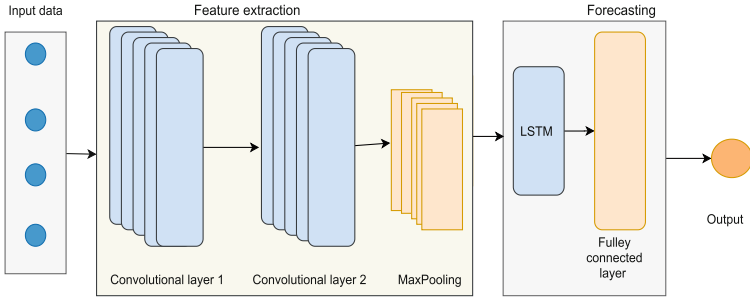 Input data
Feature extraction
Forecasting
LSTM
Output
Fulley
connected
layer
Convolutional layer 1
Convolutional layer 2
MaxPooling